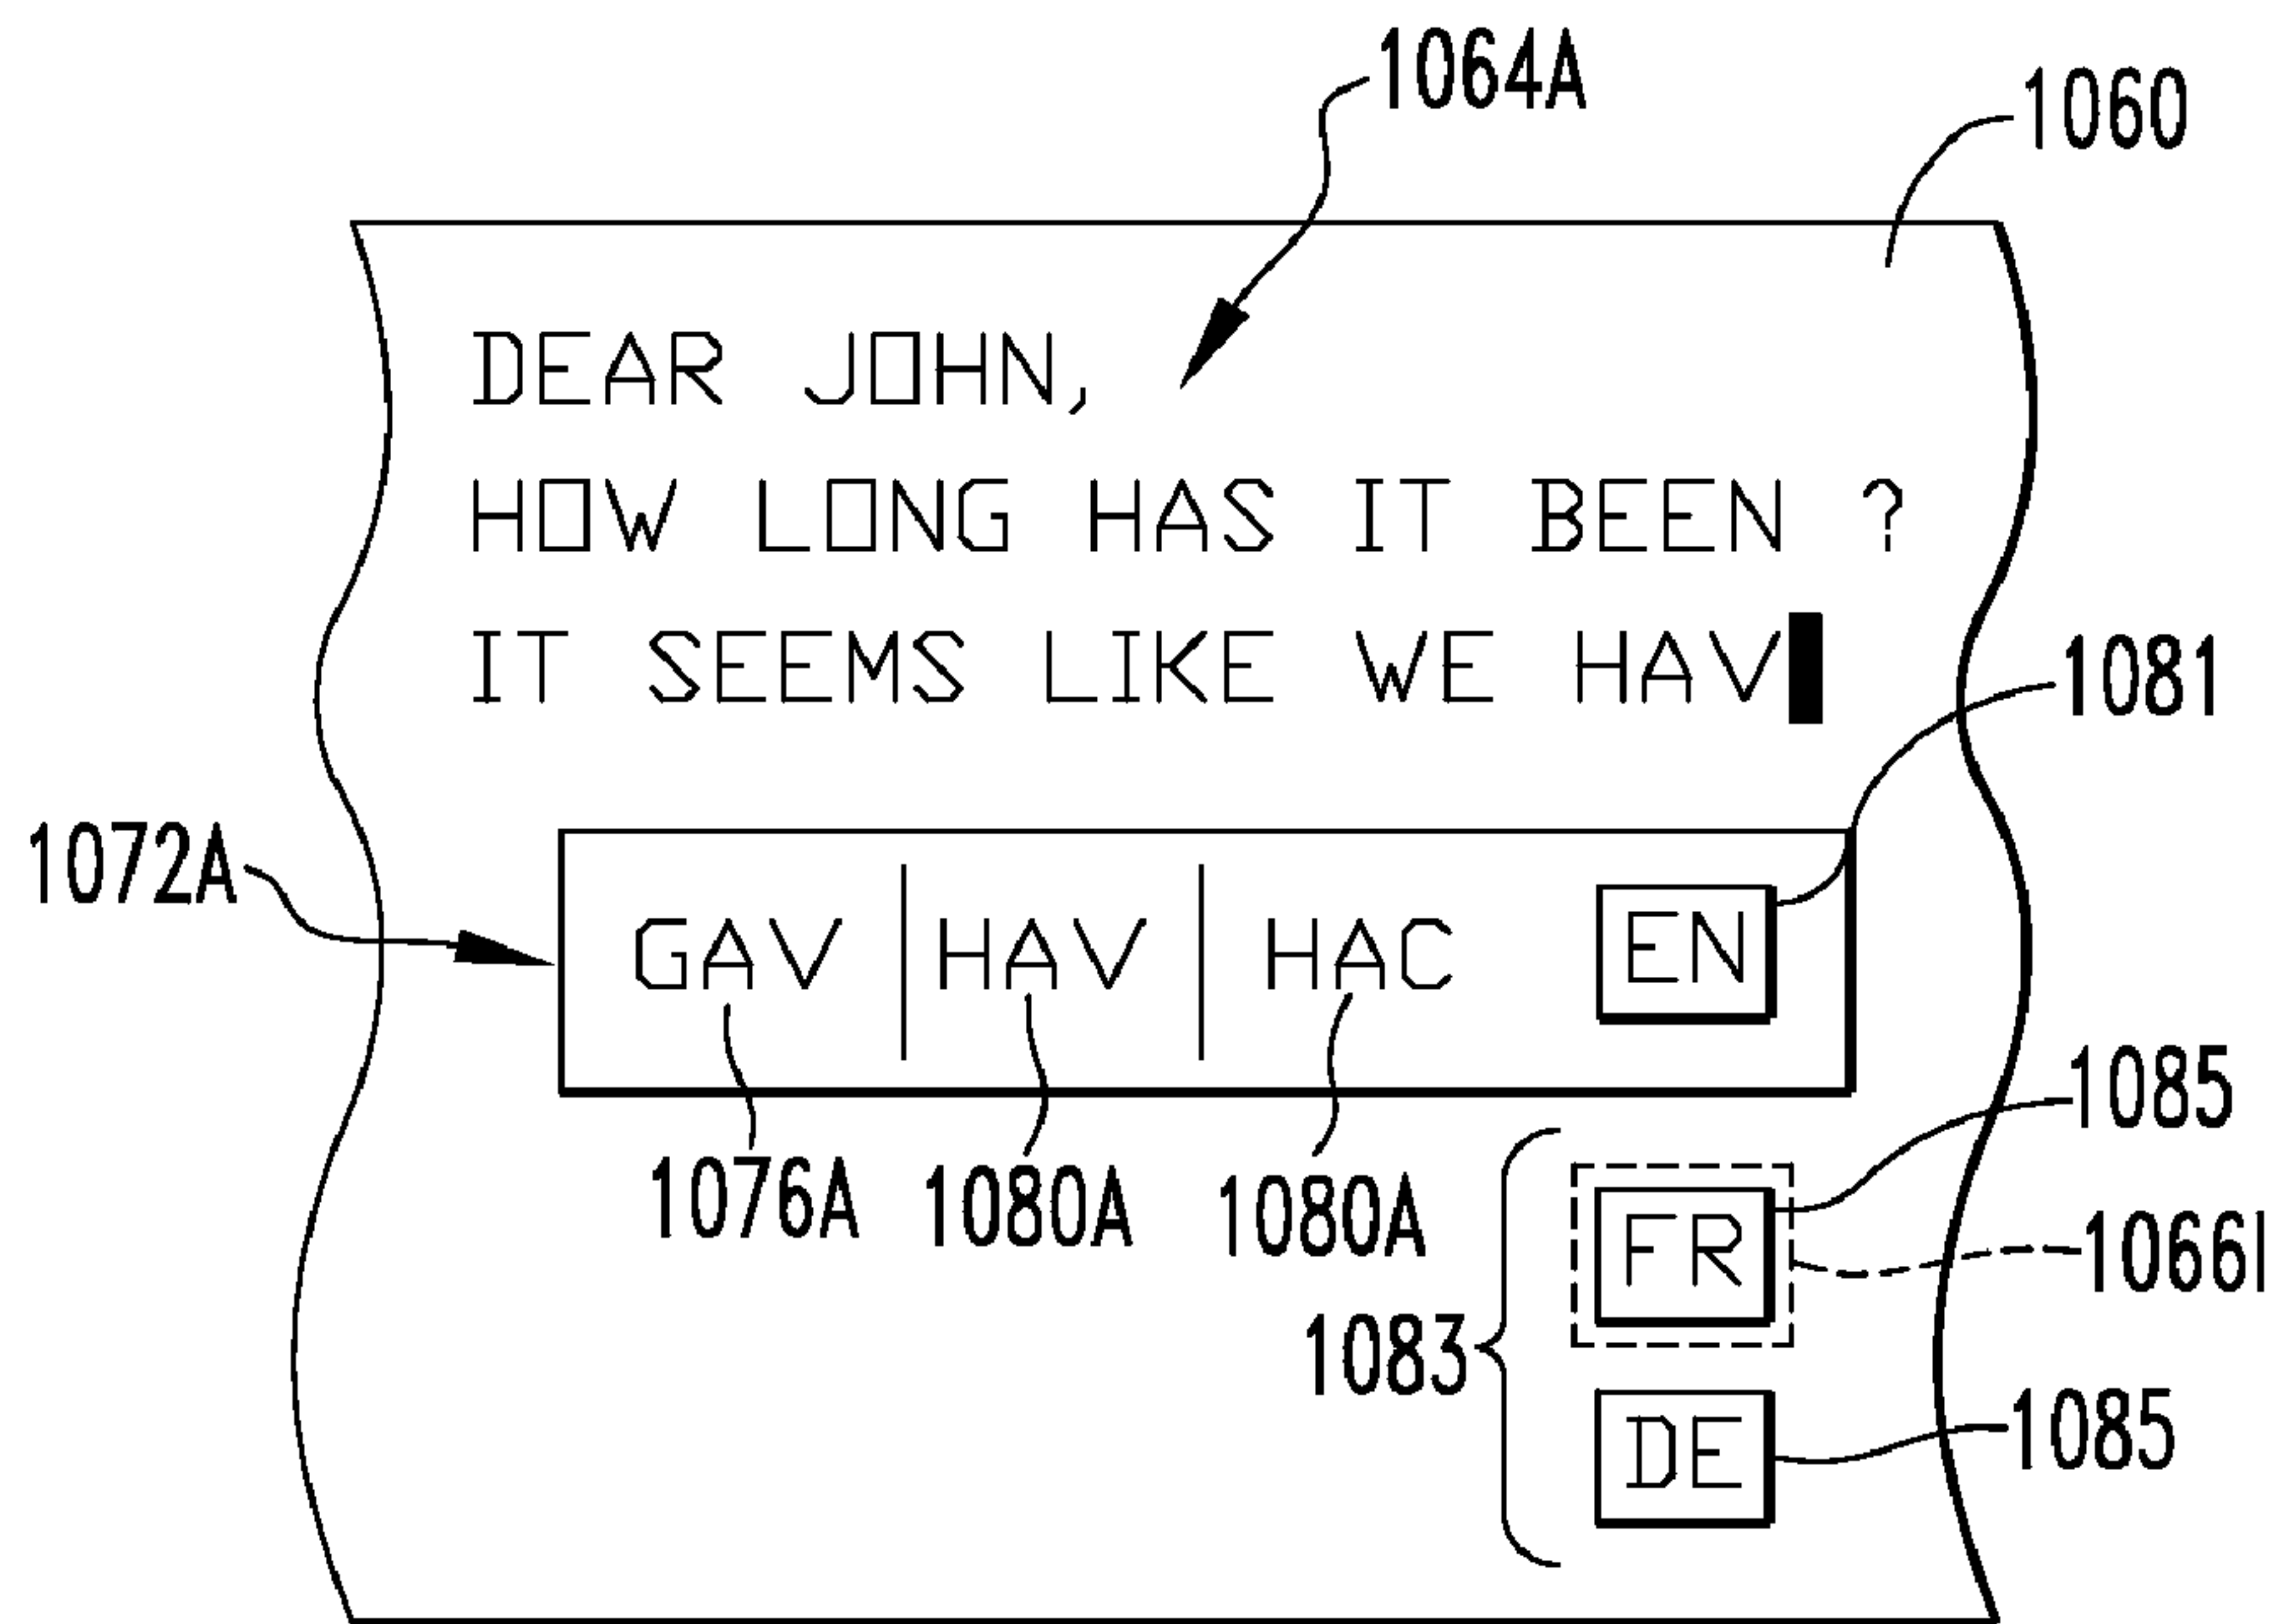 1064A
1060
DEAR JOHN,
HOW LONG HAS IT BEEN ?
IT SEEMS LIKE WE HAV
1081
1072A
GAV HAV HAC EN
1085
1076A 1080A 1080A
FR
1066I
1083
DE
1085